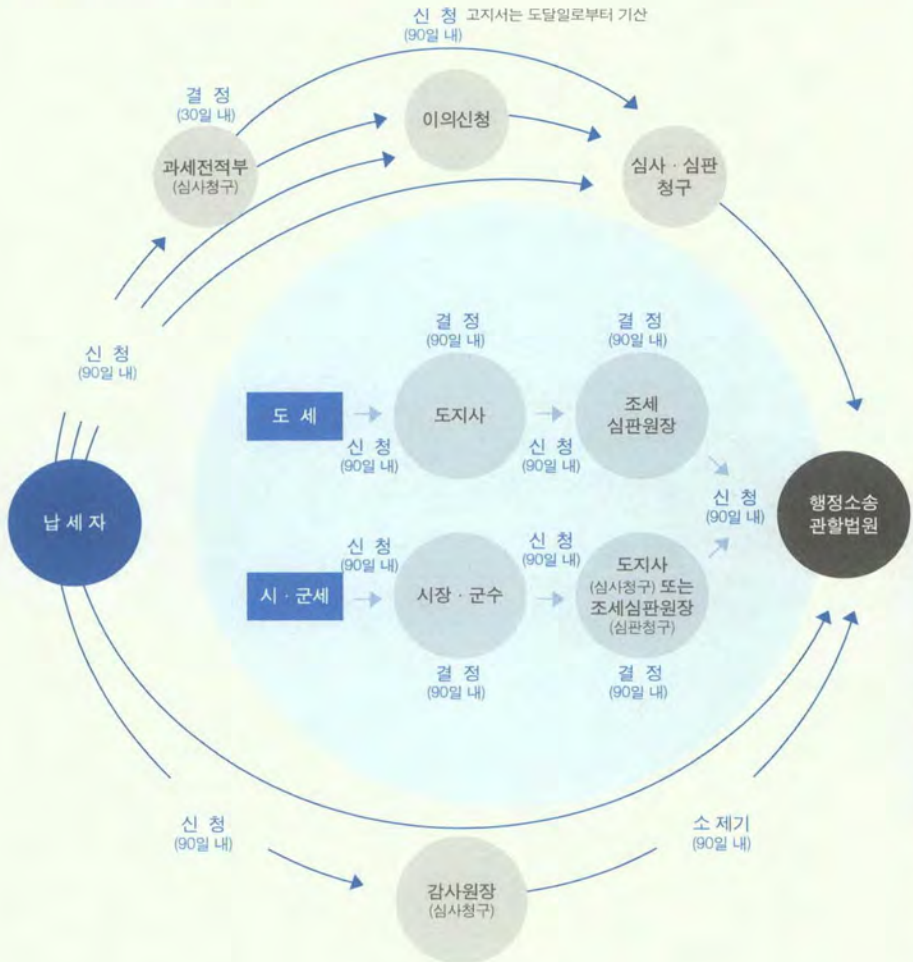 신 청 고지서는 도달일로부터 기산
(90일 내)
결 정
(30일 내)
이의신청
과세전적부
(심사청구)
심사 · 심판
청구
신 청
(90일 내)
결 정
(90일 내)
결 정
(90일 내)
도 세
도지사
조세
심판원장
신 청
(90일 내)
신 청
(90일 내)
납 세 자
신 청
(90일 내)
행정소송
관할법원
신 청
(90일 내)
신 청
(90일 내)
시 · 군세
시장 · 군수
도지사
(심사청구) 또는
조세심판원장
(심판청구)
결 정
(90일 내)
결 정
(90일 내)
신 청
(90일 내)
소 제기
(90일 내)
감사원장
(심사청구)